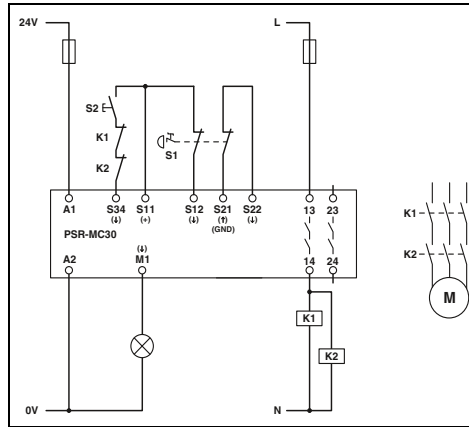 24V L
S2
K1
S1
K2
A1 S34 S11 S12 S21 S22 13 23
(↓) (+) (↓) (↑) (↓)
(GND)
PSR-MC30
(↓)
A2 M1 14 24
K1
K2
0V N
K1
K2
M